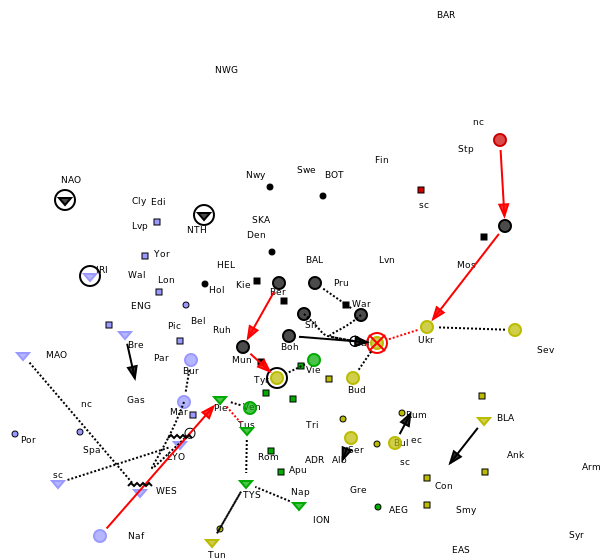 BAR
NWG
nc
Stp
Fin
Nwy
Swe
BOT
NAO
sc
Cly
Edi
SKA
Lvp
NTH
Den
Yor
HEL
BAL
Lvn
Mos
IRI
Wal
Lon
Kie
Ber
Pru
Hol
War
ENG
Pic
Bel
Ruh
Sil
Bre
Ukr
MAO
Par
Mun
Boh
Sev
Bur
Tyr
Vie
Bud
Gas
nc
Mar
Pie
Ven
Rum
BLA
Por
Spa
Tus
Tri
Bul
ec
Ser
LYO
Rom
ADR
Alb
sc
Ank
sc
Apu
Arm
WES
TYS
Nap
Gre
Con
AEG
Smy
ION
Naf
Syr
Tun
EAS